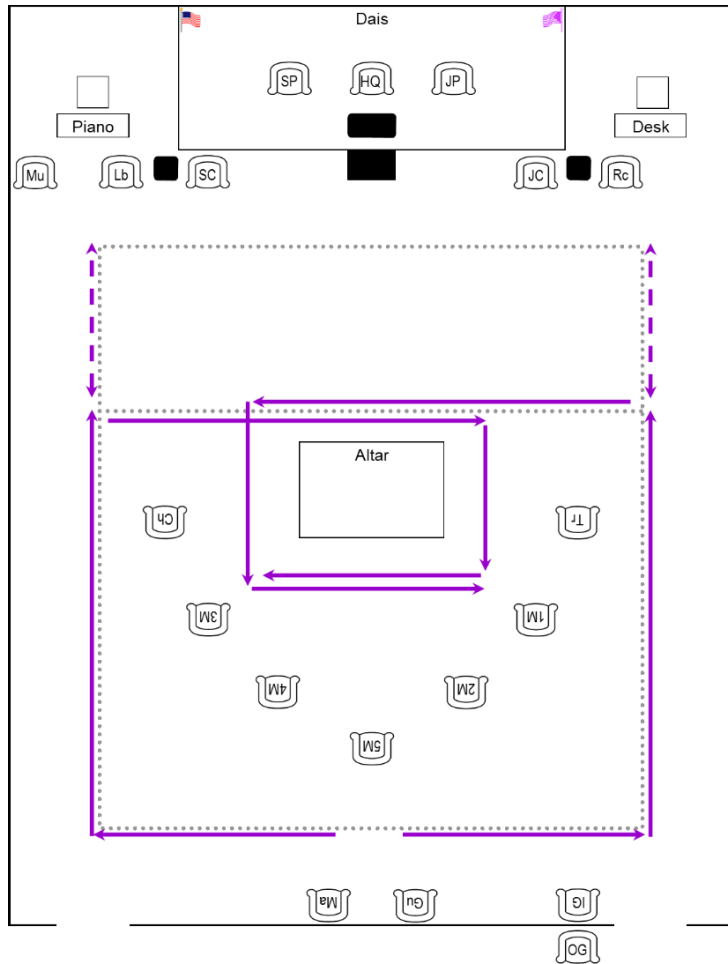 Dais
SP
HQ
JP
Piano
Desk
Mu
Lb
SC
JC
Rc
Altar
Ch
Tr
3M
1M
4M
2M
5M
Ma
Gu
IG
OG